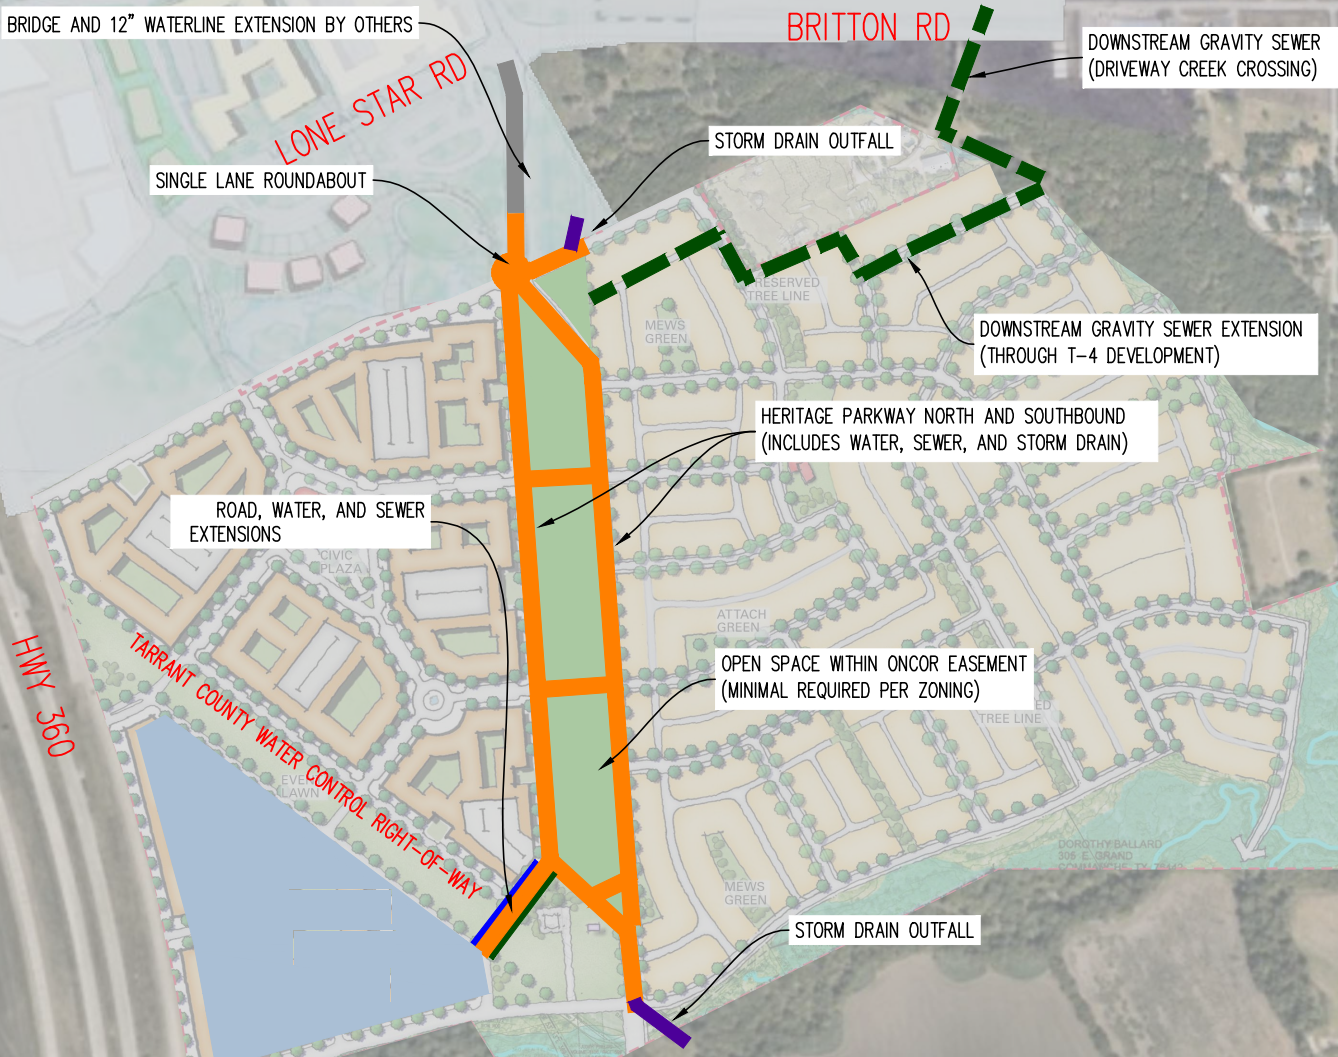 BRIDGE AND 12" WATERLINE EXTENSION BY OTHERS
BRITTON RD
DOWNSTREAM GRAVITY SEWER
(DRIVEWAY CREEK CROSSING)
LONE STAR RD
STORM DRAIN OUTFALL
SINGLE LANE ROUNDABOUT
TREE LINE
MEWS
GREEN
DOWNSTREAM GRAVITY SEWER EXTENSION
(THROUGH T-4 DEVELOPMENT)
HERITAGE PARKWAY NORTH AND SOUTHBOUND
(INCLUDES WATER, SEWER, AND STORM DRAIN)
ROAD, WATER, AND SEWER
EXTENSIONS
CIVIC
PLAZA
ATTACH
GREEN
HWY 360
TARRANT COUNTY WATER CONTROL RIGHT-OF-WAY
OPEN SPACE WITHIN ONCOR EASEMENT
(MINIMAL REQUIRED PER ZONING)
TREE LINE
LAWN
DOROTHY BALLARD
306 E. GRAND
MEWS
GREEN
STORM DRAIN OUTFALL